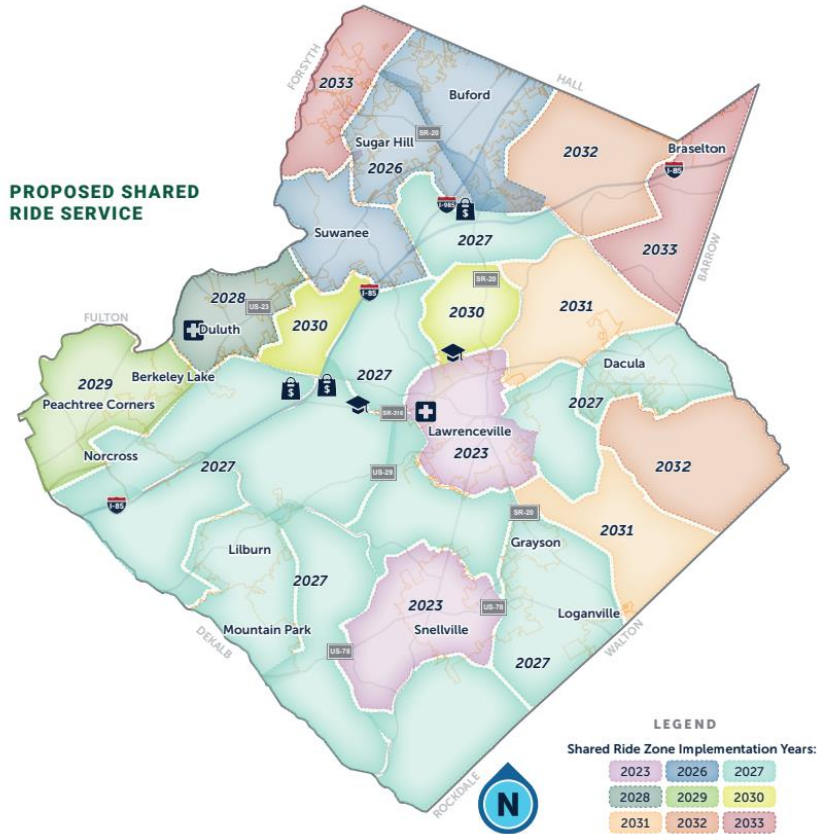 FORSYTH
2033
HALL
Buford
SR-20
Sugar Hill
2026
2032
Braselton
I-85
PROPOSED SHARED
RIDE SERVICE
I-985
$
Suwanee
2027
2033
BARROW
SR-20
2028
US-23
I-85
2031
FULTON
Duluth
2030
2030
Dacula
2029
Berkeley Lake
2027
Peachtree Corners
$
$
2027
SR-316
Lawrenceville
Norcross
2023
2027
US-29
2032
I-85
SR-20
2031
Lilburn
Grayson
2027
2023
US-78
Loganville
Mountain Park
Snellville
DEKALB
US-78
2027
WALTON
ROCKDALE
N
LEGEND
Shared Ride Zone Implementation Years:
2023 2026 2027
2028 2029 2030
2031 2032 2033